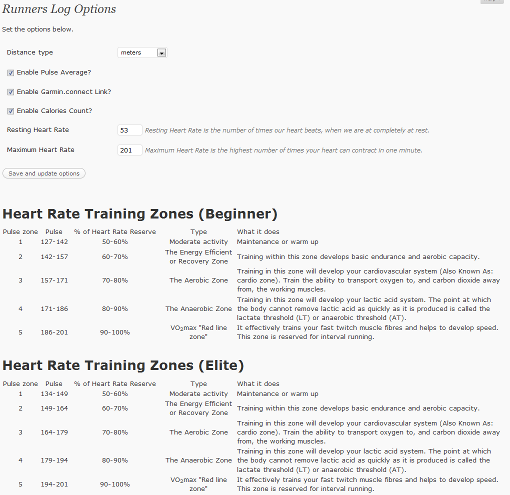 Runners Log Options
Set the options below.
Distance type meters
Enable Pulse Average?
Enable Garmin.connect Link?
Enable Calories Count?
Resting Heart Rate 53 Resting Heart Rate is the number of times our heart beats, when we are at completely at rest.
Maximum Heart Rate 201 Maximum Heart Rate is the highest number of times your heart can contract in one minute.
Save and update options
Heart Rate Training Zones (Beginner)
Pulse zone Pulse % of Heart Rate Reserve Type What it does
1 127-142 50-60% Moderate activity Maintenance or warm up
2 142-157 60-70% The Energy Efficient or Recovery Zone Training within this zone develops basic endurance and aerobic capacity.
3 157-171 70-80% The Aerobic Zone Training in this zone will develop your cardiovascular system (Also Known As:
cardio zone). Train the ability to transport oxygen to, and carbon dioxide away
from, the working muscles.
4 171-186 80-90% The Anaerobic Zone Training in this zone will develop your lactic acid system. The point at which
the body cannot remove lactic acid as quickly as it is produced is called the
lactate threshold (LT) or anaerobic threshold (AT).
5 186-201 90-100% VO2max "Red line zone" It effectively trains your fast twitch muscle fibres and helps to develop speed.
This zone is reserved for interval running.
Heart Rate Training Zones (Elite)
Pulse zone Pulse % of Heart Rate Reserve Type What it does
1 134-149 50-60% Moderate activity Maintenance or warm up
2 149-164 60-70% The Energy Efficient or Recovery Zone Training within this zone develops basic endurance and aerobic capacity.
3 164-179 70-80% The Aerobic Zone Training in this zone will develop your cardiovascular system (Also Known As:
cardio zone). Train the ability to transport oxygen to, and carbon dioxide away
from, the working muscles.
4 179-194 80-90% The Anaerobic Zone Training in this zone will develop your lactic acid system. The point at which
the body cannot remove lactic acid as quickly as it is produced is called the
lactate threshold (LT) or anaerobic threshold (AT).
5 194-201 90-100% VO2max "Red line zone" It effectively trains your fast twitch muscle fibres and helps to develop speed.
This zone is reserved for interval running.